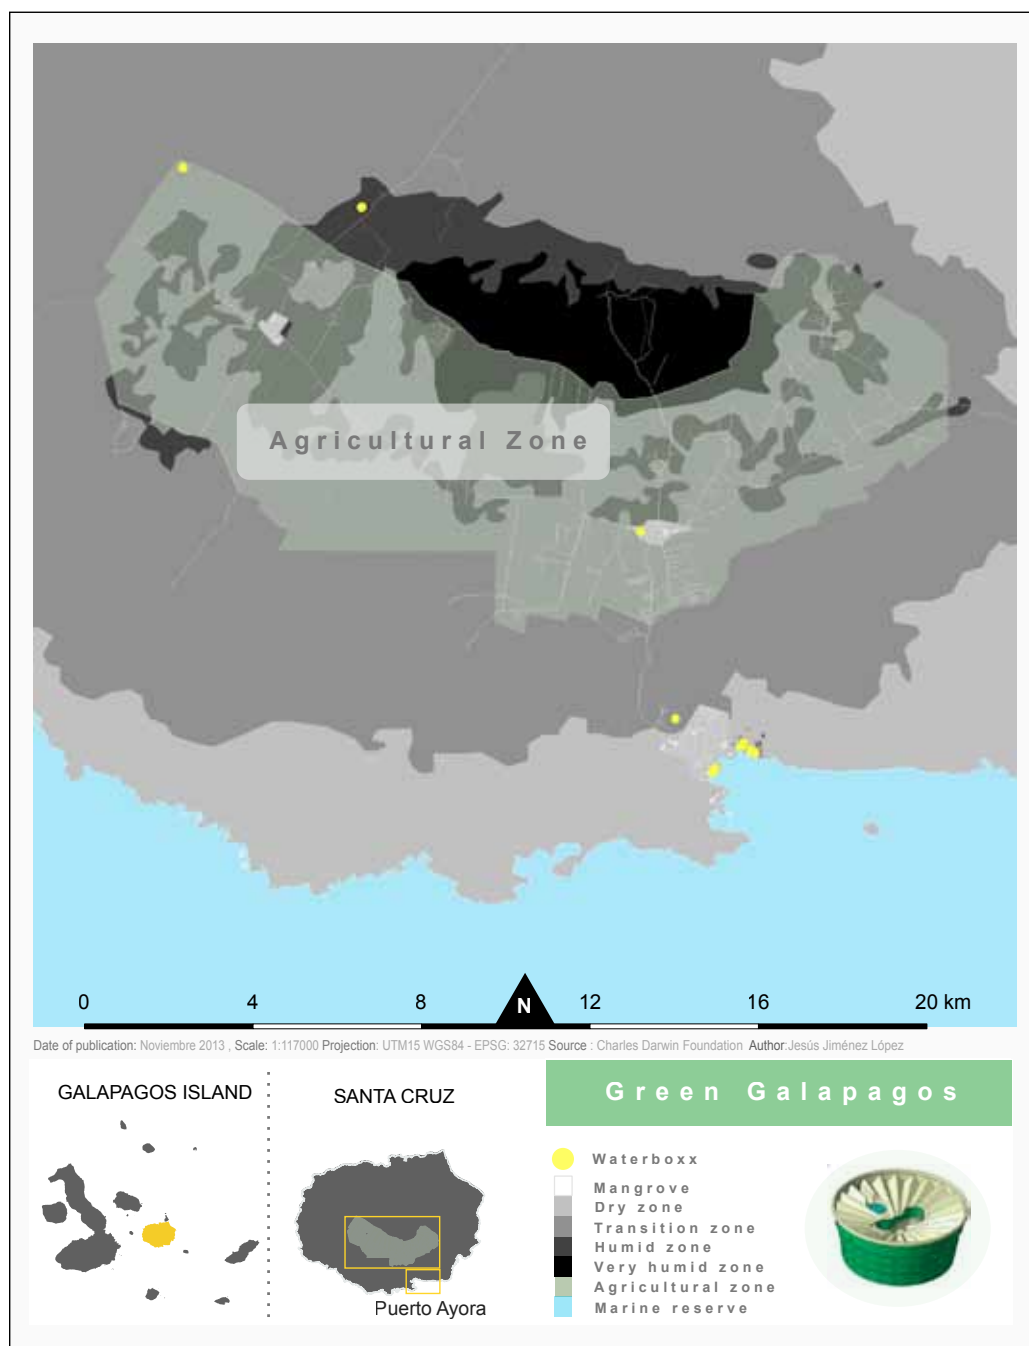 Agricultural Zone
0 4 8 N 12 16 20 km
Date of publication: Noviembre 2013 , Scale: 1:117000 Projection: UTM15 WGS84 - EPSG: 32715 Source : Charles Darwin Foundation Author:Jesús Jiménez López
GALAPAGOS ISLAND
SANTA CRUZ
Puerto Ayora
Green Galapagos
Waterboxx
Mangrove
Dry zone
Transition zone
Humid zone
Very humid zone
Agricultural zone
Marine reserve